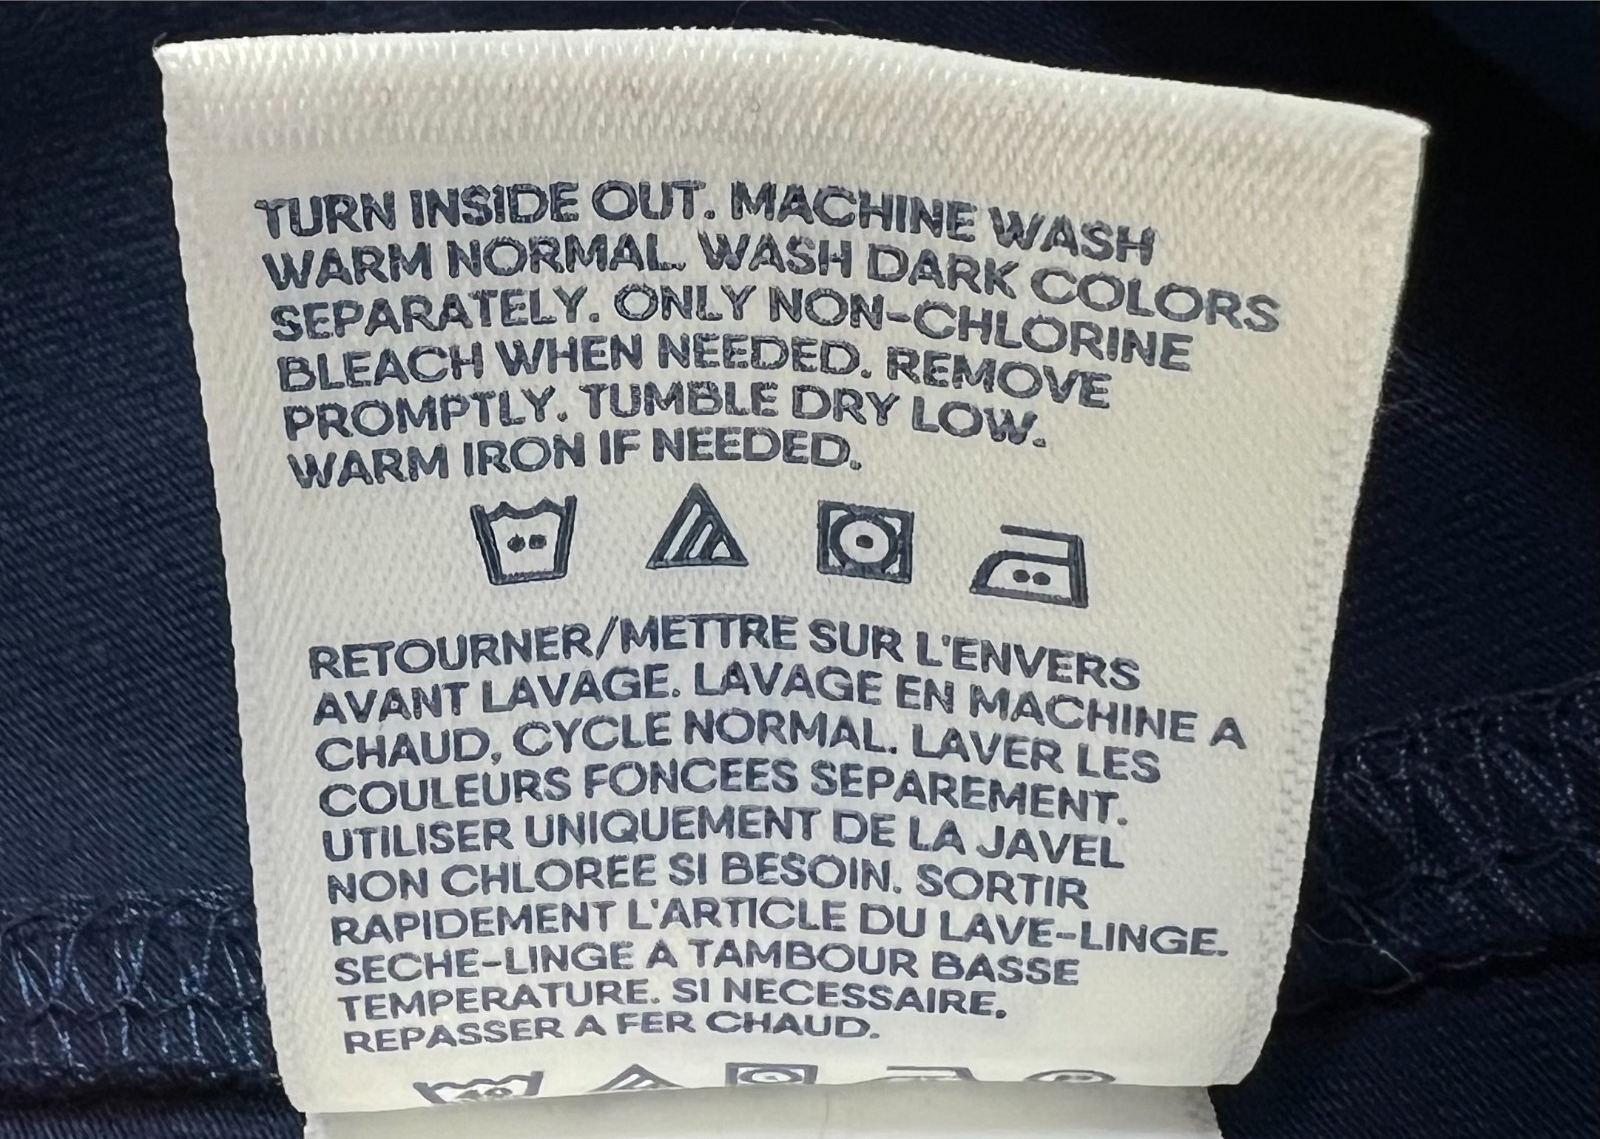 TURN INSIDE OUT. MACHINE WASH
WARM NORMAL. WASH DARK COLORS
SEPARATELY. ONLY NON-CHLORINE
BLEACH WHEN NEEDED. REMOVE
PROMPTLY. TUMBLE DRY LOW.
WARM IRON IF NEEDED.
RETOURNER/METTRE SUR L'ENVERS
AVANT LAVAGE. LAVAGE EN MACHINE A
CHAUD, CYCLE NORMAL. LAVER LES
COULEURS FONCEES SEPAREMENT.
UTILISER UNIQUEMENT DE LA JAVEL
NON CHLOREE SI BESOIN. SORTIR
RAPIDEMENT L'ARTICLE DU LAVE-LINGE.
SECHE-LINGE A TAMBOUR BASSE
TEMPERATURE. SI NECESSAIRE.
REPASSER A FER CHAUD.